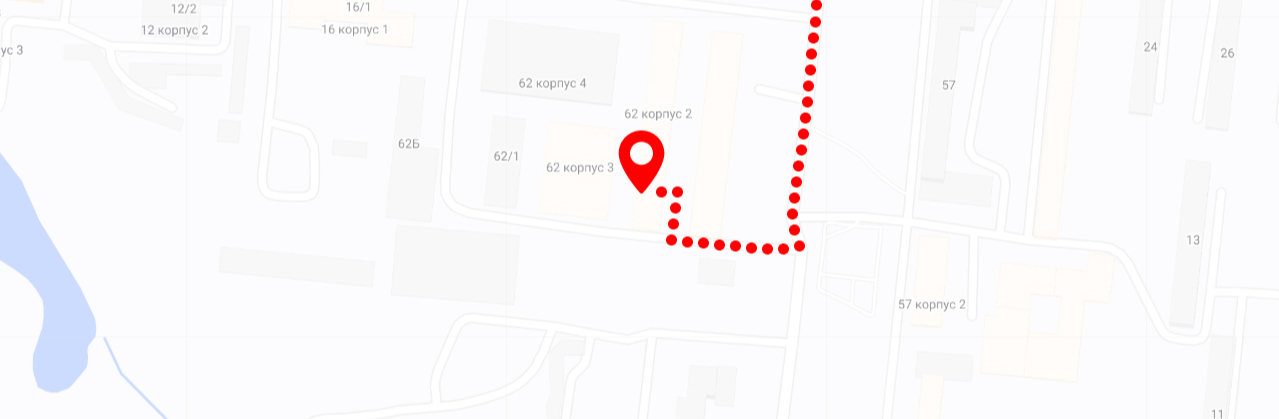 12/2
16/1
12 корпус 2
16 корпус 1
ус 3
24
26
62 корпус 4
57
62 корпус 2
62Б
62/1
62 корпус 3
13
57 корпус 2
11